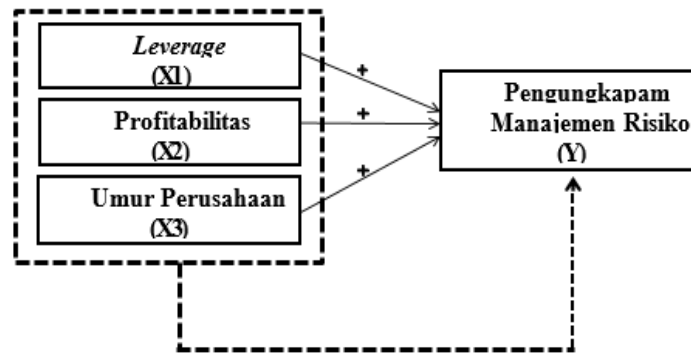 Leverage
(X1)
+
Profitabilitas
(X2)
+
Umur Perusahaan
(X3)
+
Pengungkapam
Manajemen Risiko
(Y)